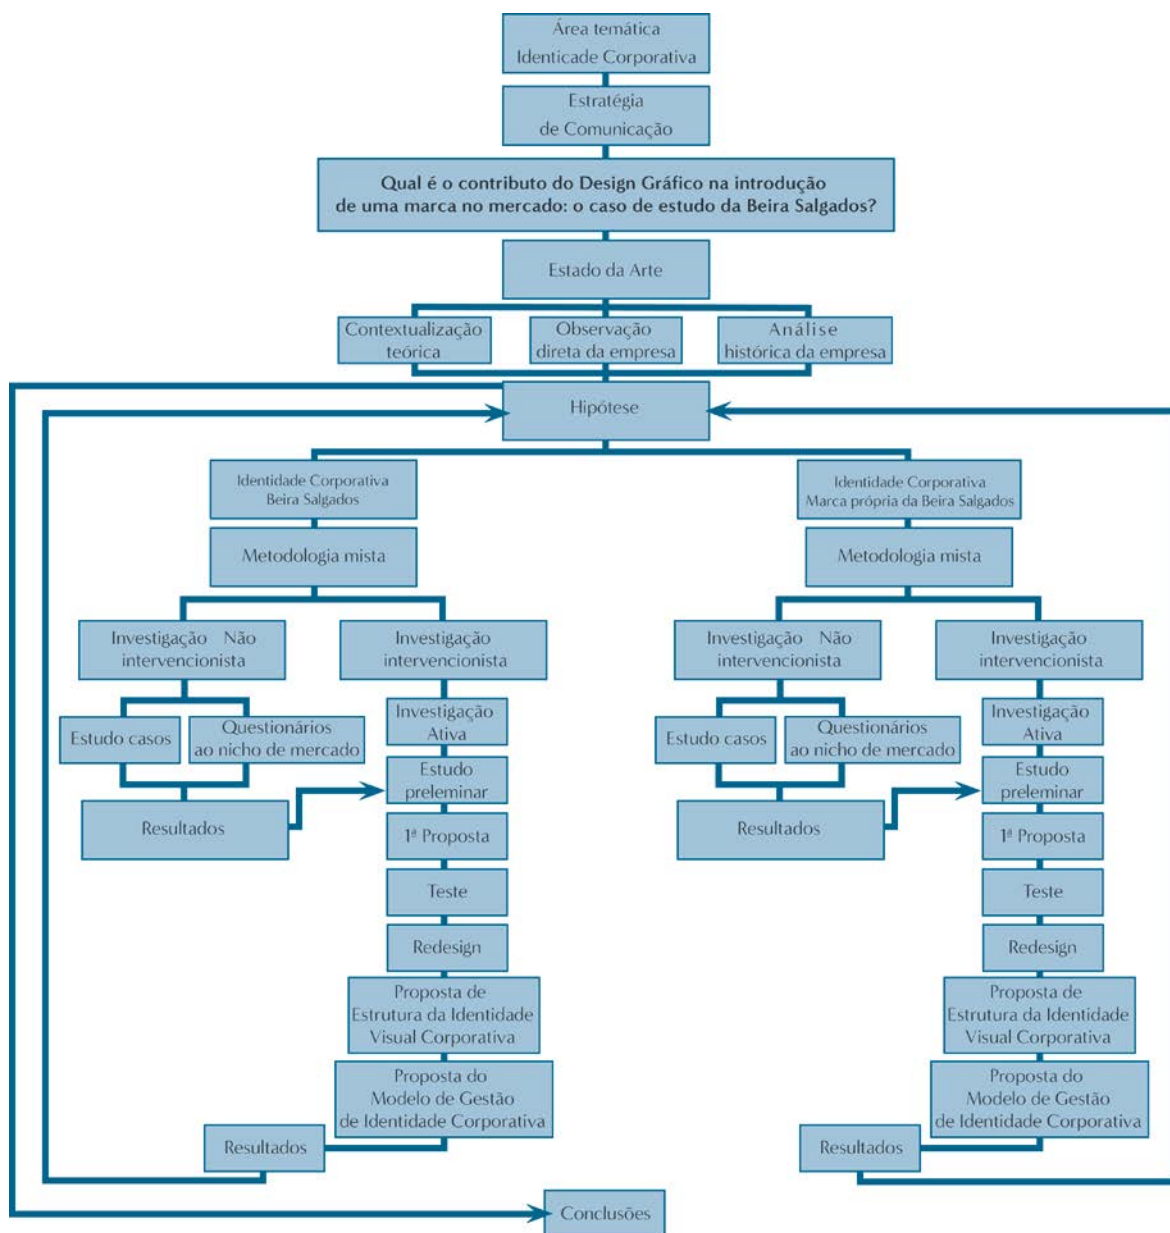 Área temática
Identicade Corporativa
Estratégia
de Comunicação
Qual é o contributo do Design Gráfico na introdução
de uma marca no mercado: o caso de estudo da Beira Salgados?
Estado da Arte
Contextualização
teórica
Observação
direta da empresa
Análise
histórica da empresa
Hipótese
Identidade Corporativa
Beira Salgados
Metodologia mista
Investigação Não
intervencionista
Investigação
intervencionista
Estudo casos
Questionários
ao nicho de mercado
Resultados
Investigação
Ativa
Estudo
preleminar
1ª Proposta
Teste
Redesign
Proposta de
Estrutura da Identidade
Visual Corporativa
Proposta do
Modelo de Gestão
de Identidade Corporativa
Resultados
Identidade Corporativa
Marca própria da Beira Salgados
Metodologia mista
Investigação Não
intervencionista
Investigação
intervencionista
Estudo casos
Questionários
ao nicho de mercado
Resultados
Investigação
Ativa
Estudo
preleminar
1ª Proposta
Teste
Redesign
Proposta de
Estrutura da Identidade
Visual Corporativa
Proposta do
Modelo de Gestão
de Identidade Corporativa
Resultados
Conclusões